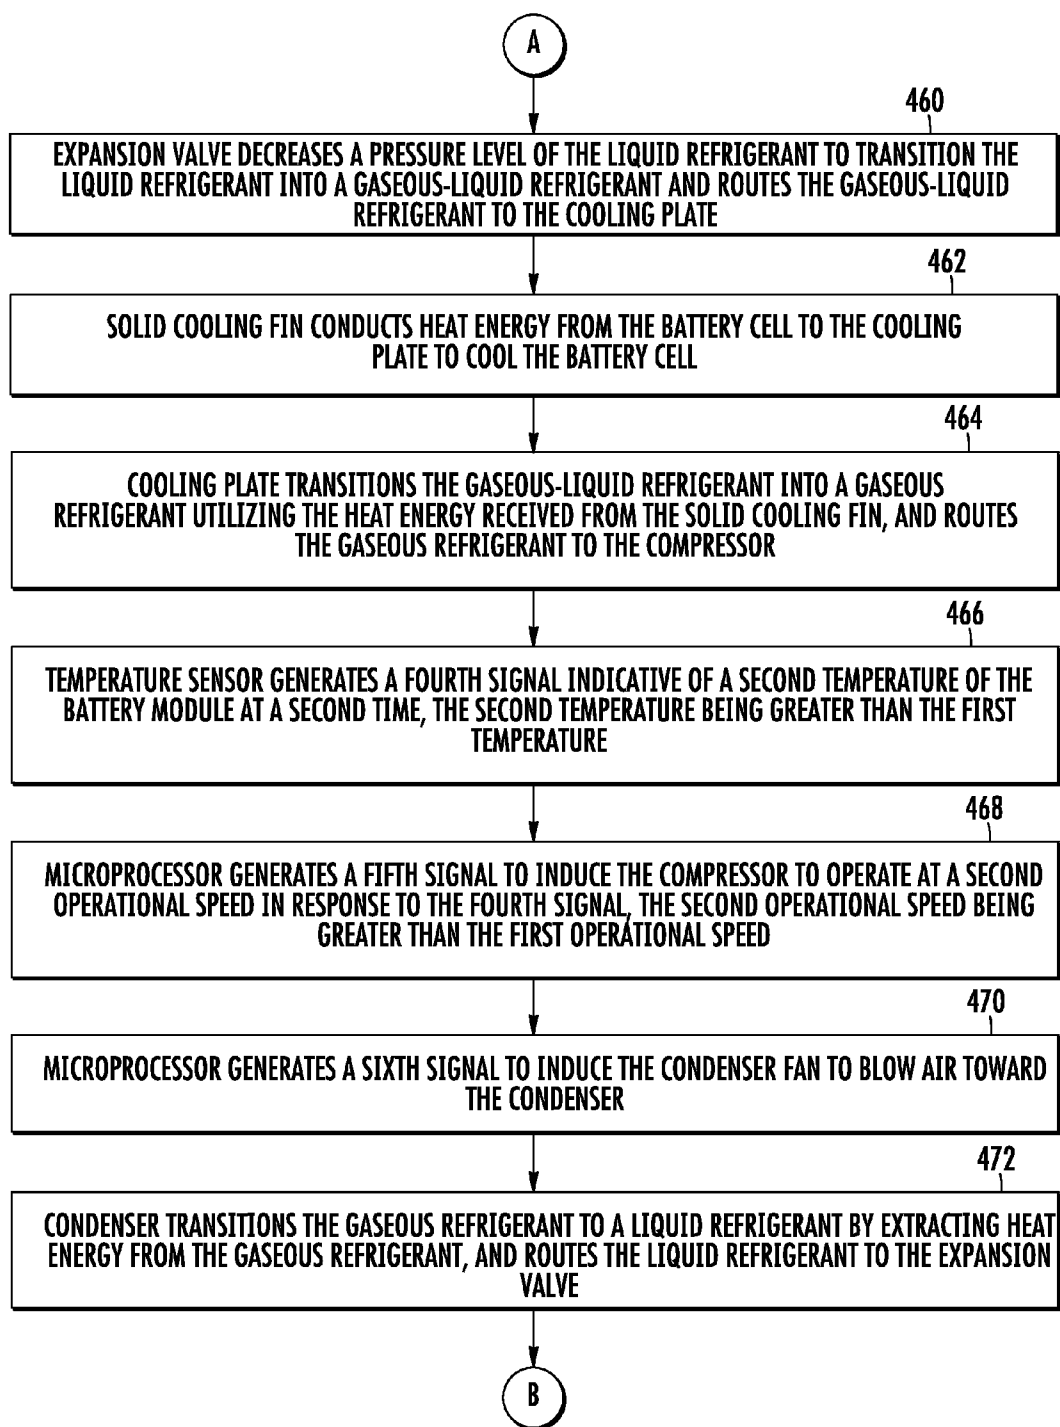 A
460
EXPANSION VALVE DECREASES A PRESSURE LEVEL OF THE LIQUID REFRIGERANT TO TRANSITION THE
LIQUID REFRIGERANT INTO A GASEOUS-LIQUID REFRIGERANT AND ROUTES THE GASEOUS-LIQUID
REFRIGERANT TO THE COOLING PLATE
462
SOLID COOLING FIN CONDUCTS HEAT ENERGY FROM THE BATTERY CELL TO THE COOLING
PLATE TO COOL THE BATTERY CELL
464
COOLING PLATE TRANSITIONS THE GASEOUS-LIQUID REFRIGERANT INTO A GASEOUS
REFRIGERANT UTILIZING THE HEAT ENERGY RECEIVED FROM THE SOLID COOLING FIN, AND ROUTES
THE GASEOUS REFRIGERANT TO THE COMPRESSOR
466
TEMPERATURE SENSOR GENERATES A FOURTH SIGNAL INDICATIVE OF A SECOND TEMPERATURE OF THE
BATTERY MODULE AT A SECOND TIME, THE SECOND TEMPERATURE BEING GREATER THAN THE FIRST
TEMPERATURE
468
MICROPROCESSOR GENERATES A FIFTH SIGNAL TO INDUCE THE COMPRESSOR TO OPERATE AT A SECOND
OPERATIONAL SPEED IN RESPONSE TO THE FOURTH SIGNAL, THE SECOND OPERATIONAL SPEED BEING
GREATER THAN THE FIRST OPERATIONAL SPEED
470
MICROPROCESSOR GENERATES A SIXTH SIGNAL TO INDUCE THE CONDENSER FAN TO BLOW AIR TOWARD
THE CONDENSER
472
CONDENSER TRANSITIONS THE GASEOUS REFRIGERANT TO A LIQUID REFRIGERANT BY EXTRACTING HEAT
ENERGY FROM THE GASEOUS REFRIGERANT, AND ROUTES THE LIQUID REFRIGERANT TO THE EXPANSION
VALVE
B